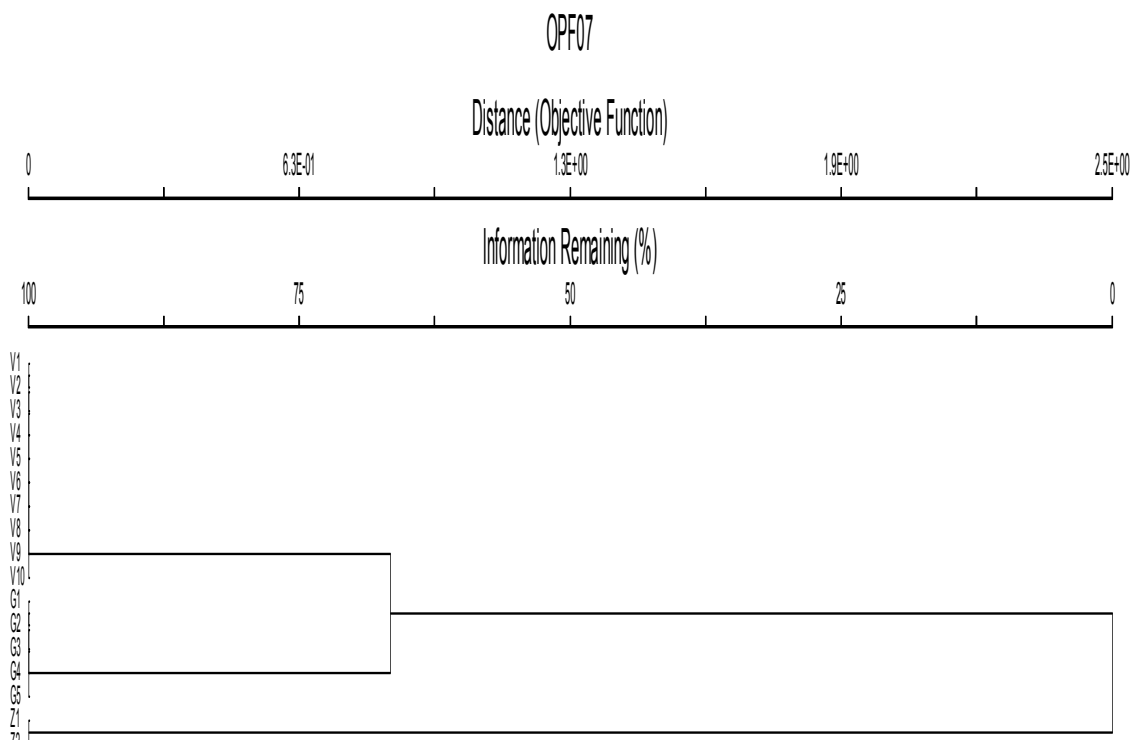 OPF07
Distance (Objective Function)
0 6.3E-01 1.3E+00 1.9E+00 2.5E+00
Information Remaining (%)
100 75 50 25 0
V1
V2
V3
V4
V5
V6
V7
V8
V9
V10
G1
G2
G3
G4
G5
Z1